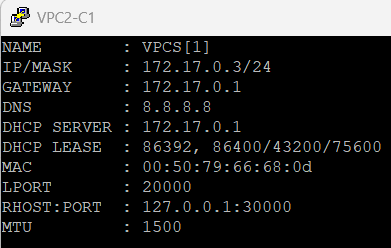 VPC2-C1
NAME : VPCS[1]
IP/MASK : 172.17.0.3/24
GATEWAY : 172.17.0.1
DNS : 8.8.8.8
DHCP SERVER : 172.17.0.1
DHCP LEASE : 86392, 86400/43200/75600
MAC : 00:50:79:66:68:0d
LPORT : 20000
RHOST:PORT : 127.0.0.1:30000
MTU : 1500